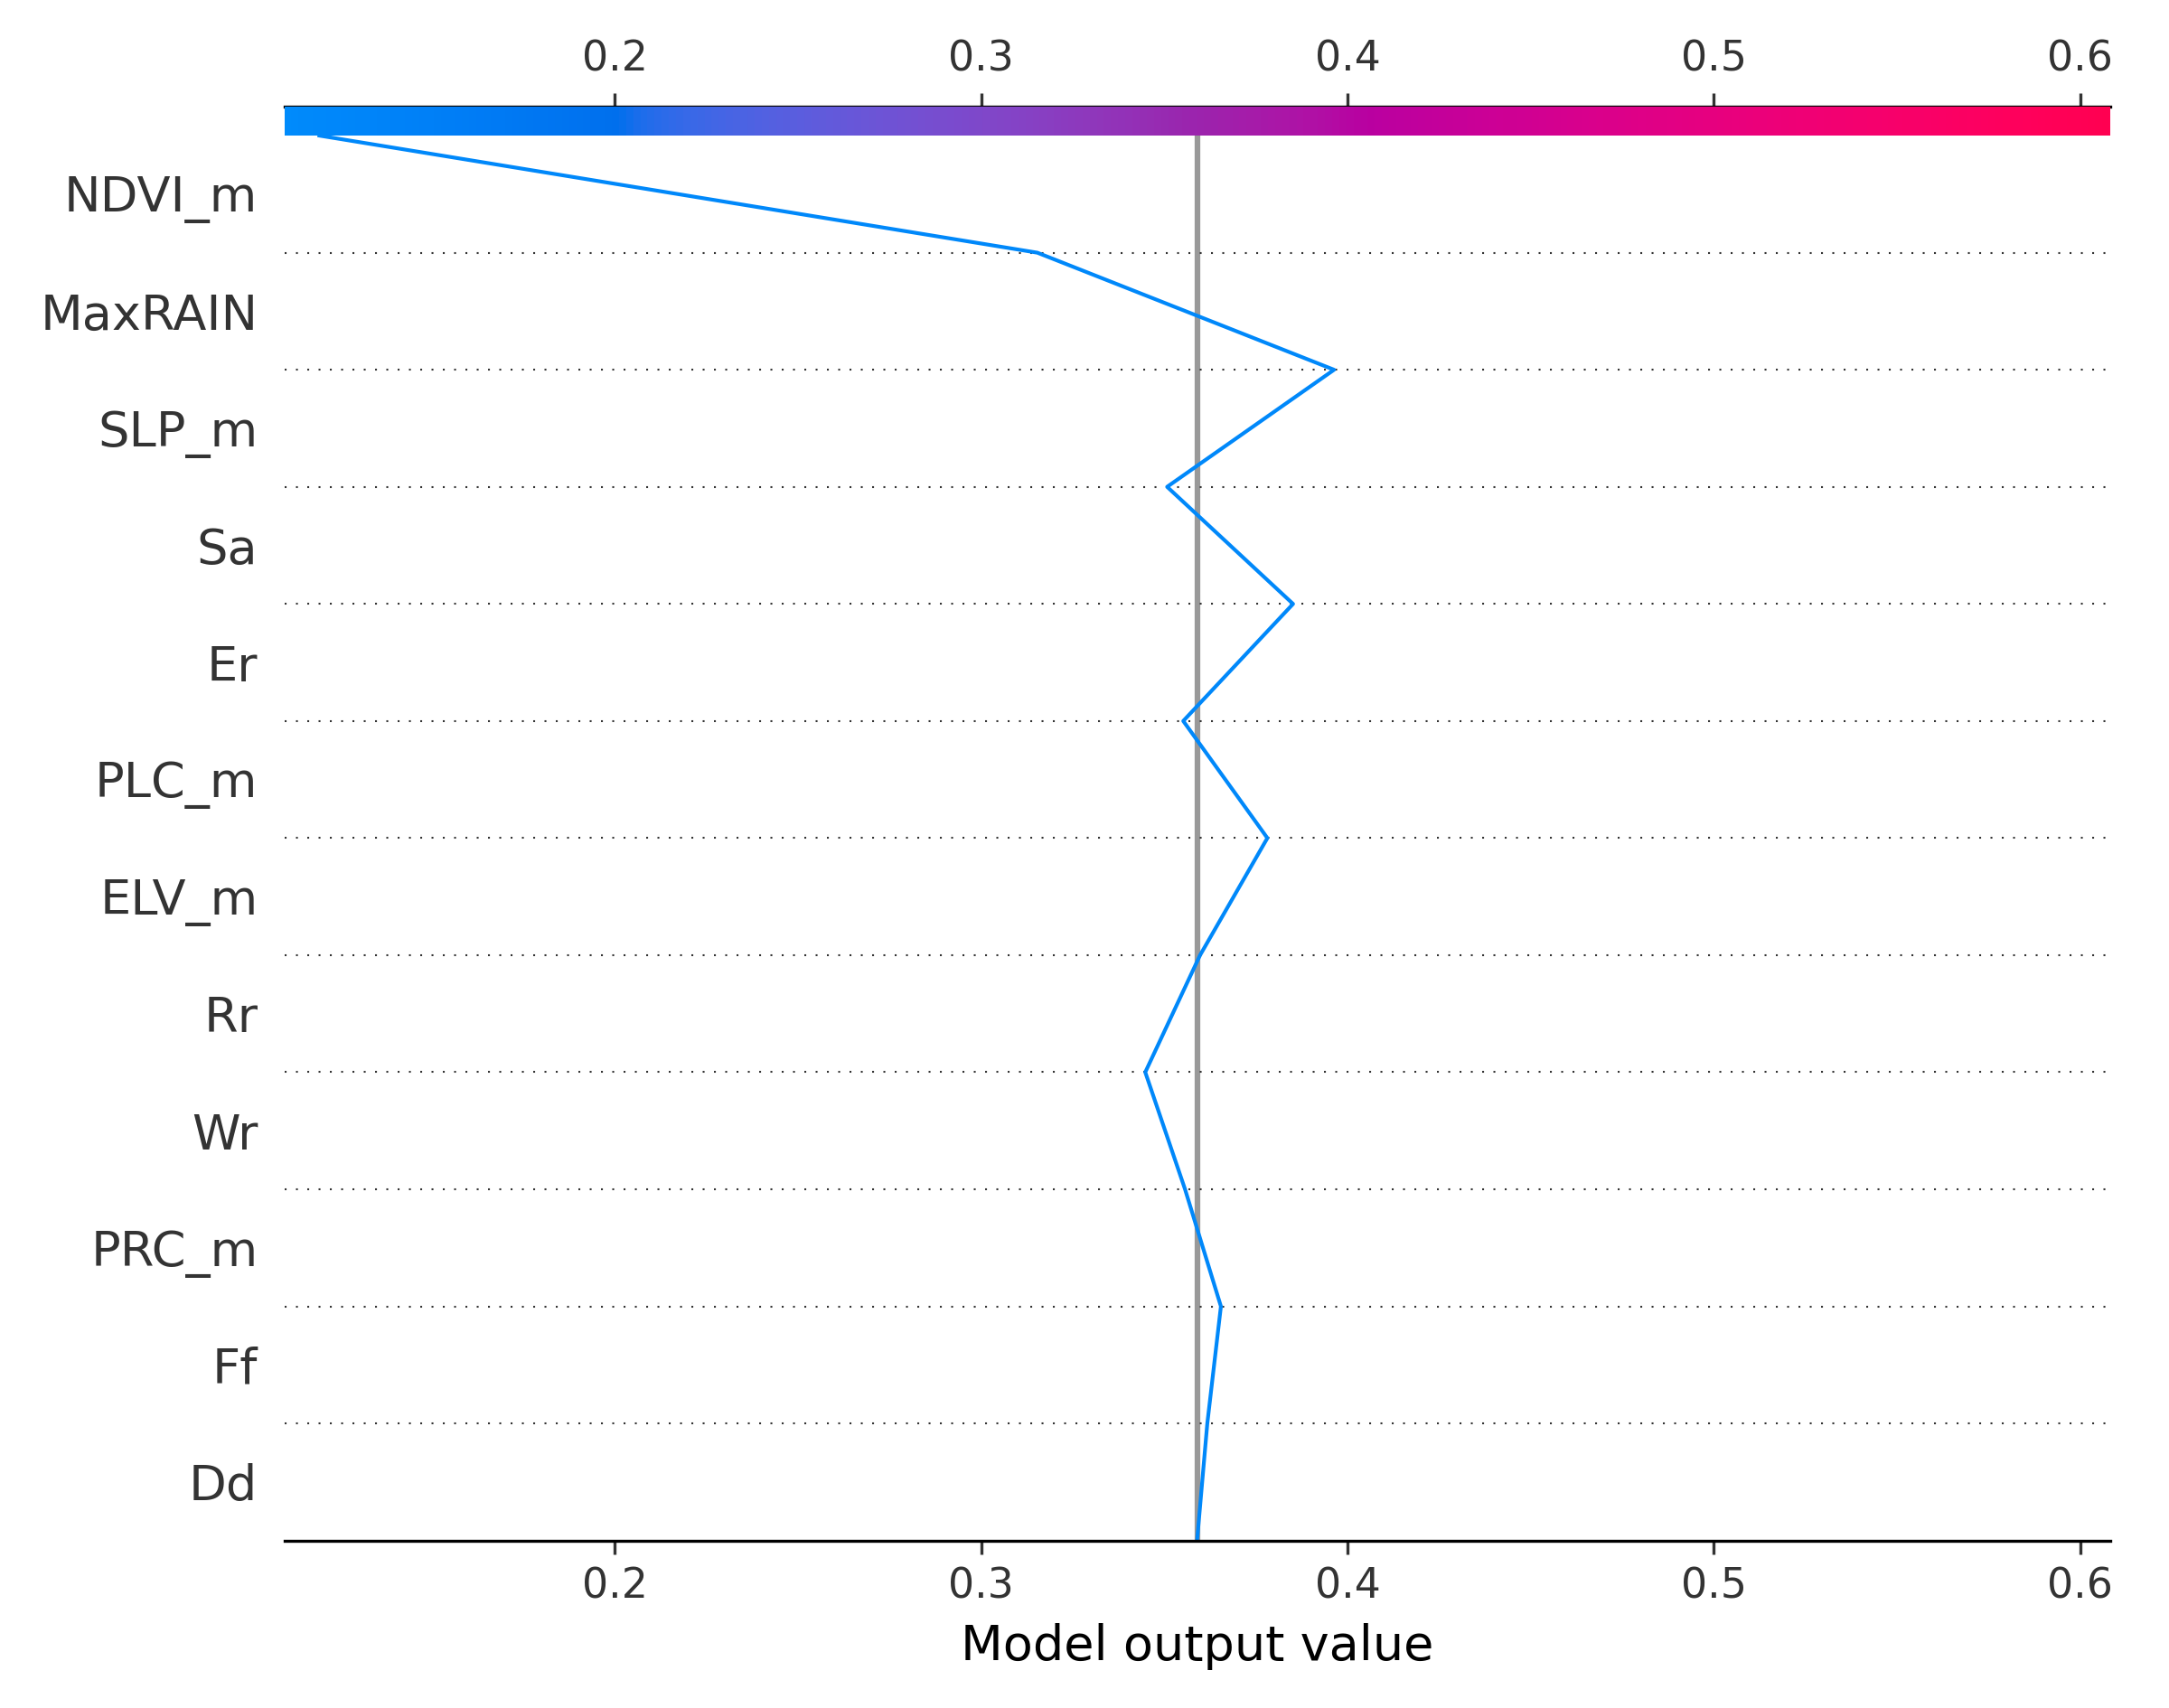 0.2 0.3 0.4 0.5 0.6
NDVI_m
MaxRAIN
SLP_m
Sa
Er
PLC_m
ELV_m
Rr
Wr
PRC_m
Ff
Dd
0.2 0.3 0.4 0.5 0.6
Model output value